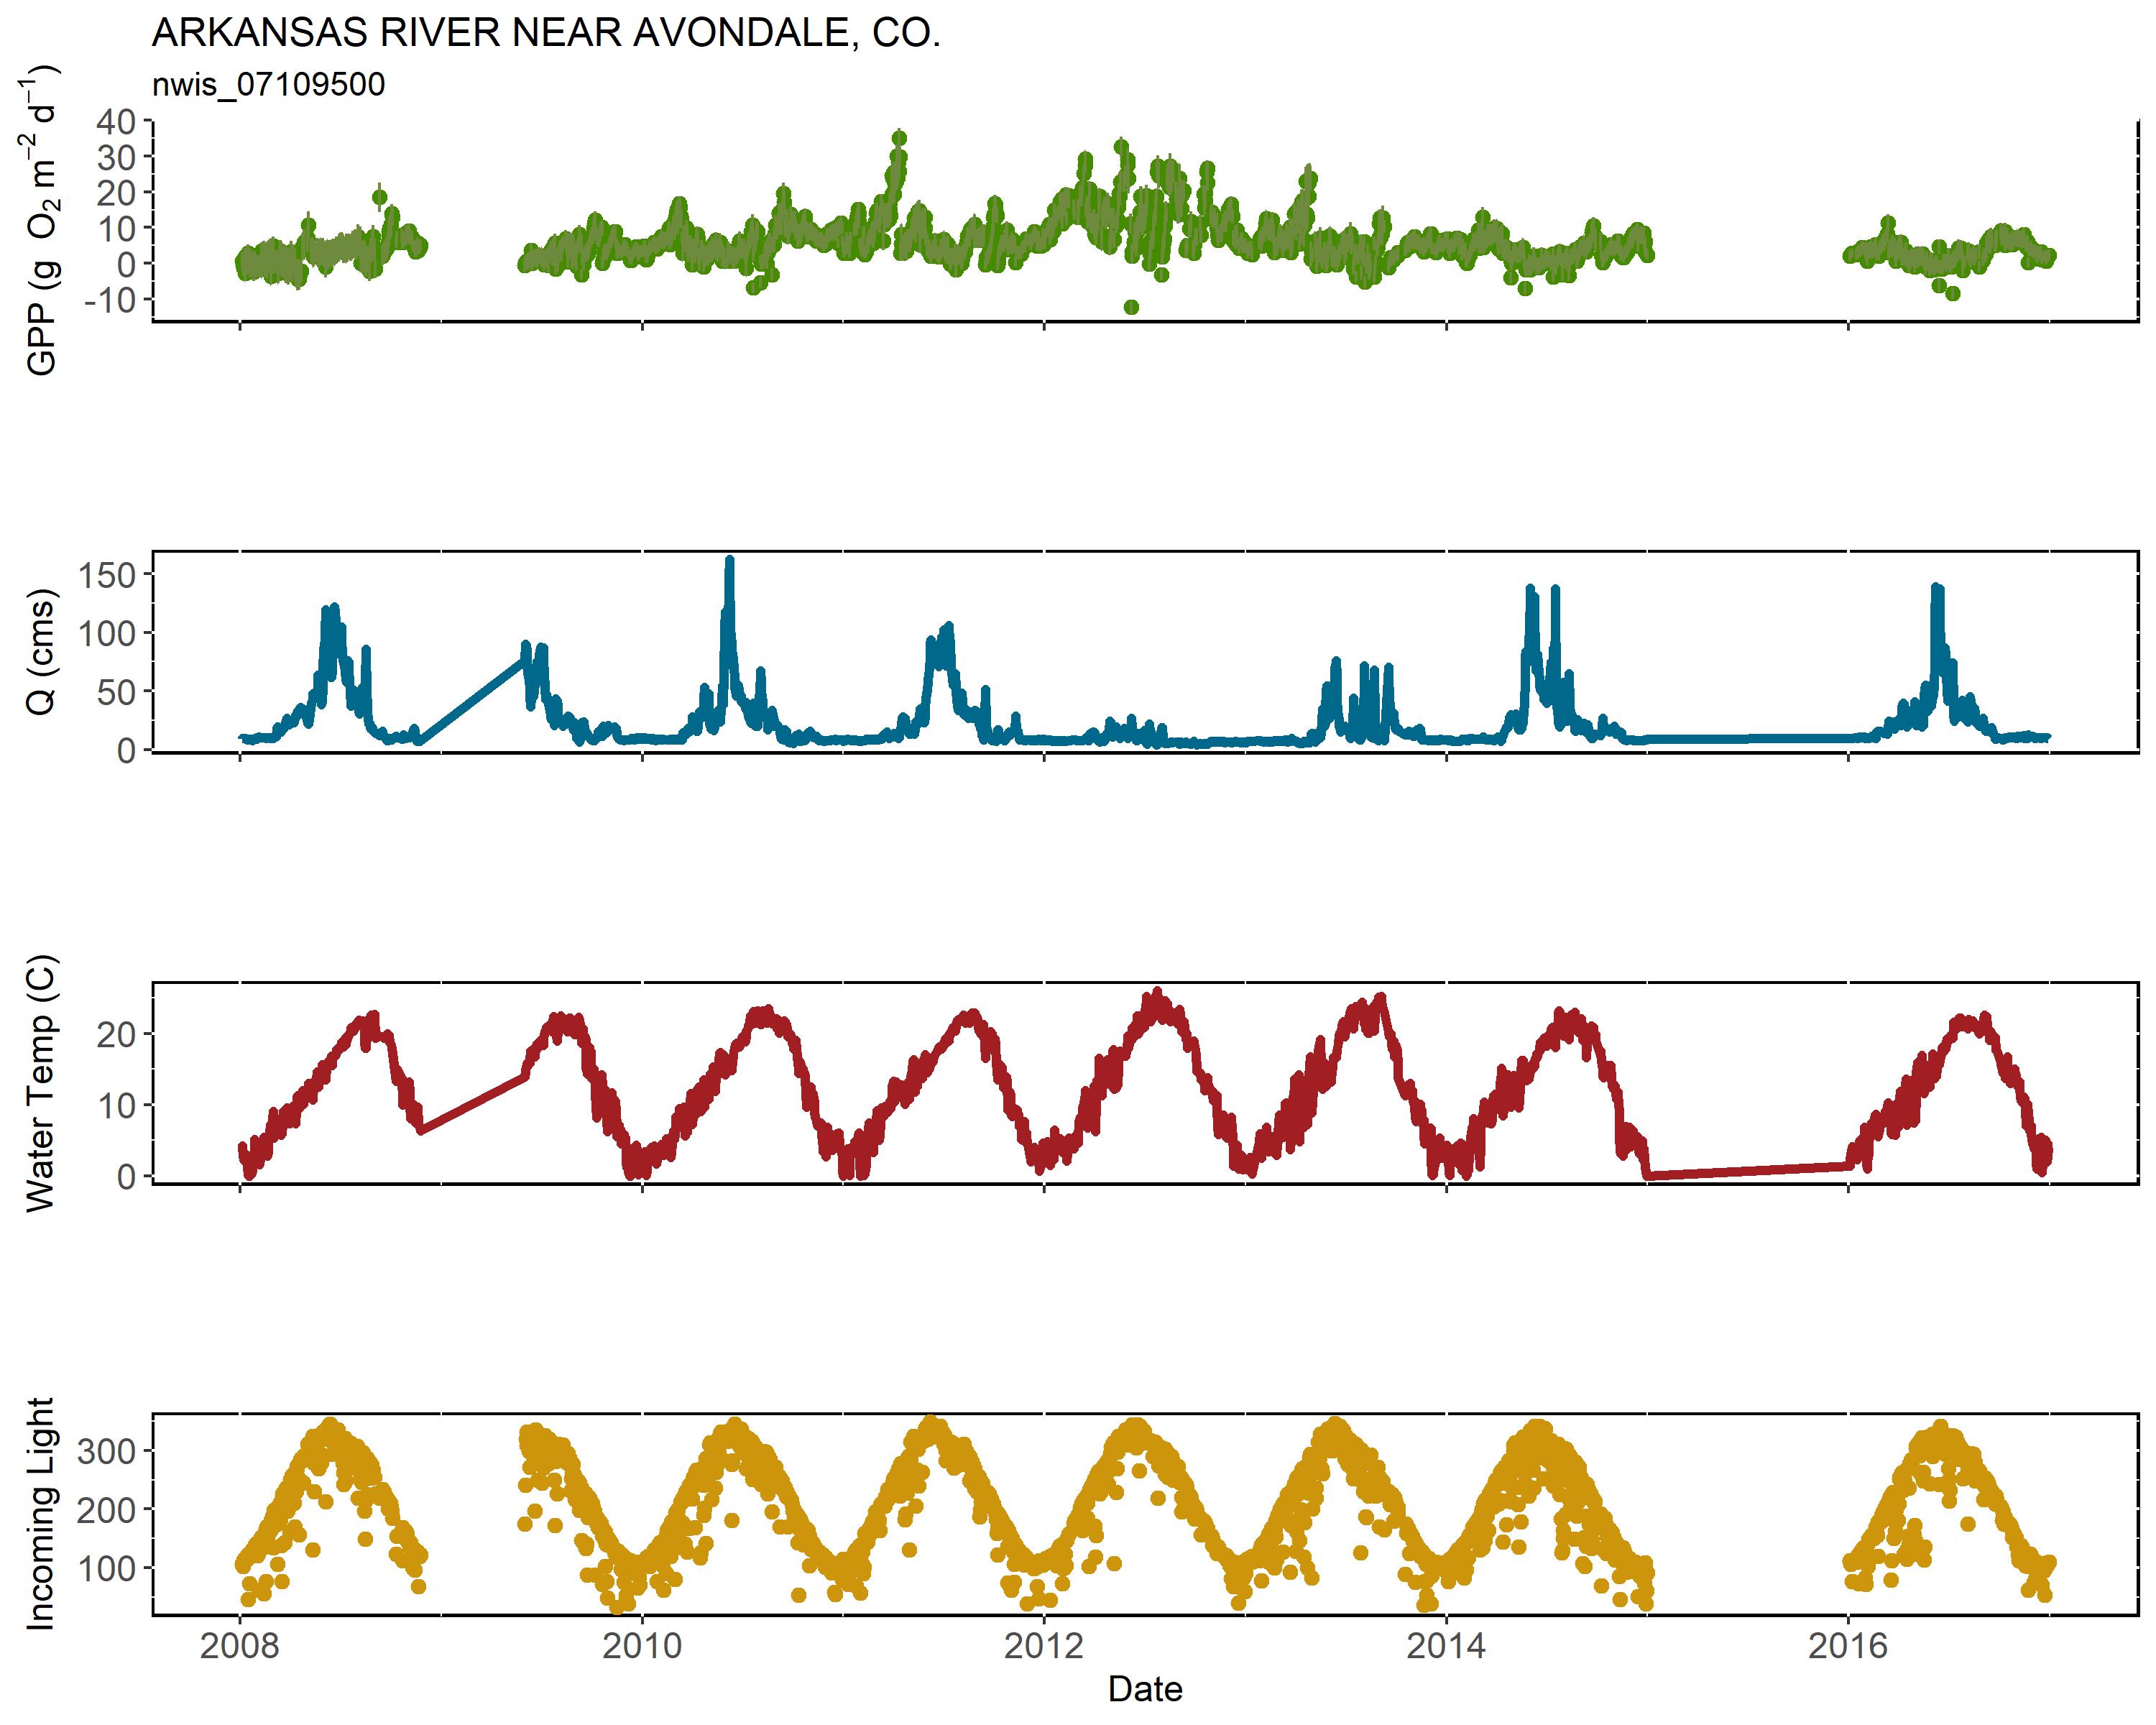 ARKANSAS RIVER NEAR AVONDALE, CO.
nwis_07109500
GPP (g O₂ m⁻² d⁻¹)
40
30
20
10
0
-10
Q (cms)
150
100
50
0
Water Temp (C)
20
10
0
Incoming Light
300
200
100
2008 2010 2012 2014 2016
Date